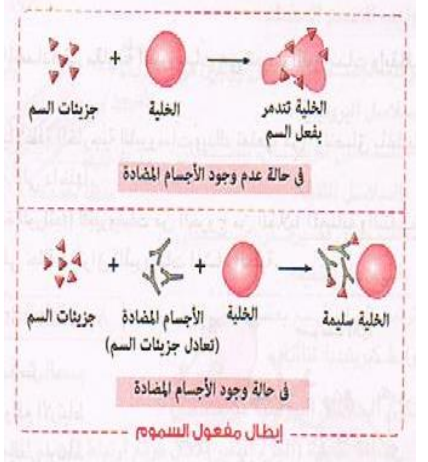 جزيئات السم + الخلية الخلية تتدمر
بفعل السم
فى حالة عدم وجود الأجسام المضادة
جزيئات السم + الأجسام المضادة + الخلية الخلية سليمة
(تعادل جزيئات السم)
فى حالة وجود الأجسام المضادة
إبطال مفعول السموم